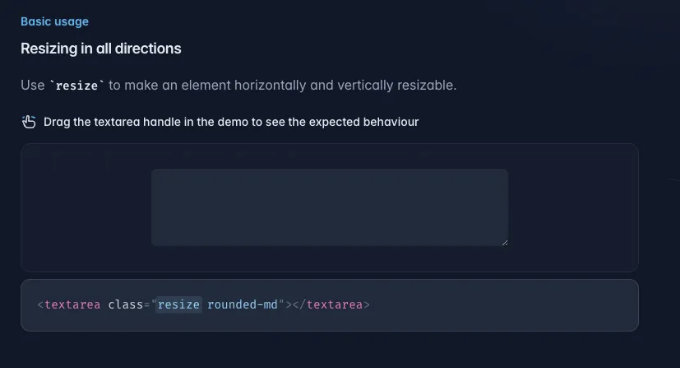 Basic usage
Resizing in all directions
Use `resize` to make an element horizontally and vertically resizable.
Drag the textarea handle in the demo to see the expected behaviour
<textarea class="resize rounded-md"></textarea>